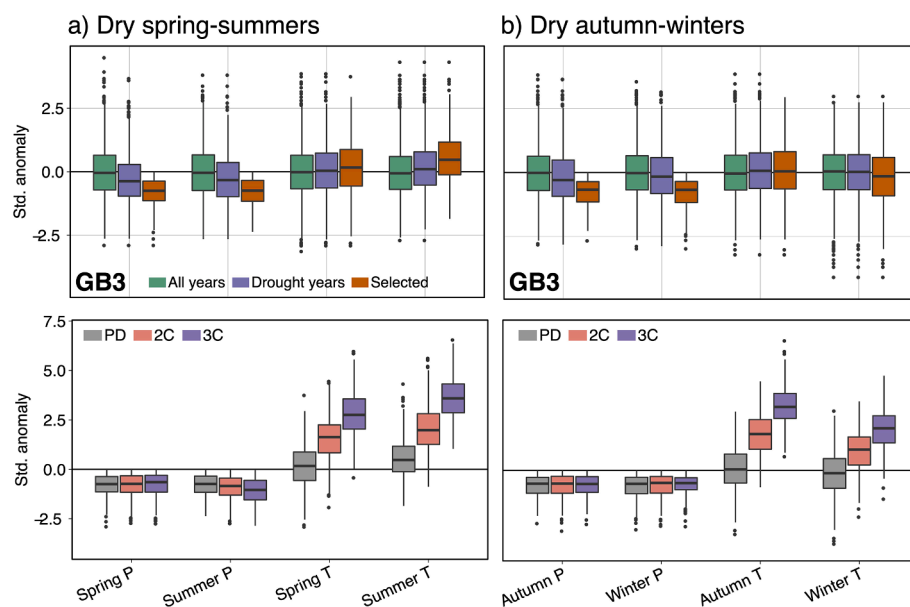 a) Dry spring-summers
b) Dry autumn-winters
Std. anomaly
2.5
0.0
−2.5
GB3
All years
Drought years
Selected
GB3
Std. anomaly
7.5
5.0
2.5
0.0
−2.5
PD
2C
3C
PD
2C
3C
Spring P
Summer P
Spring T
Summer T
Autumn P
Winter P
Autumn T
Winter T